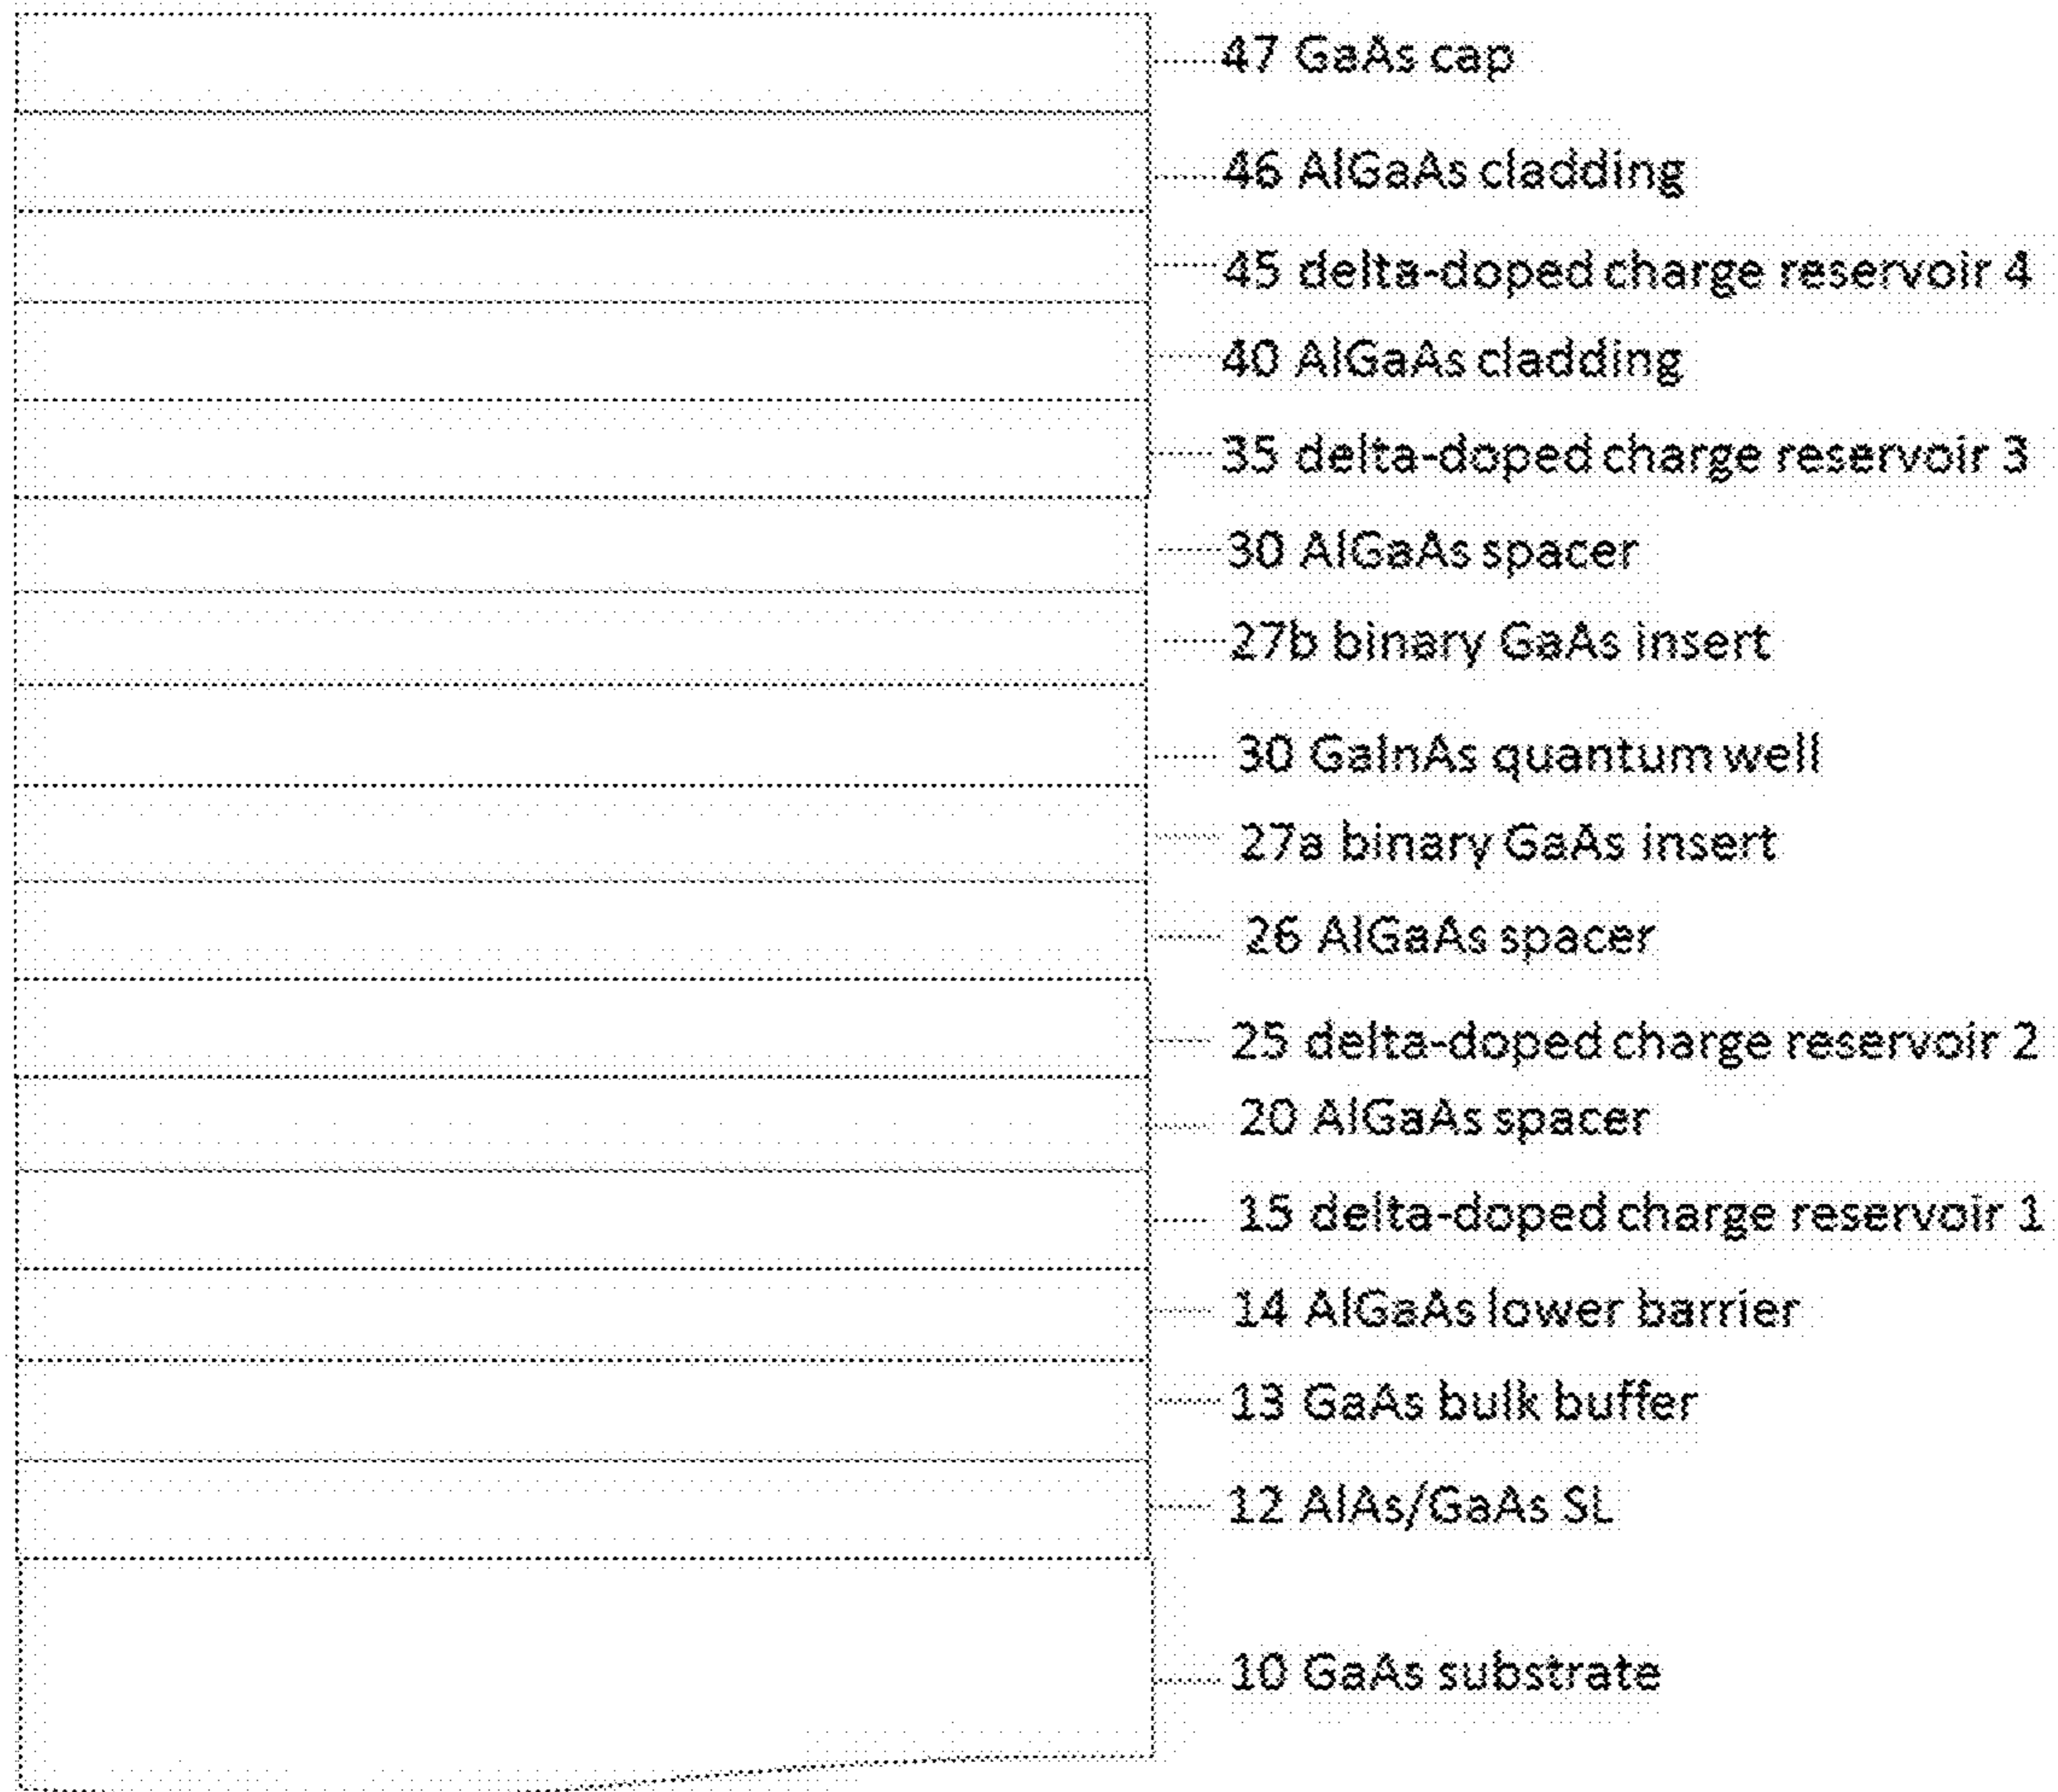 47 GaAs cap
46 AlGaAs cladding
45 delta-doped charge reservoir 4
40 AlGaAs cladding
35 delta-doped charge reservoir 3
30 AlGaAs spacer
27b binary GaAs insert
30 GaInAs quantum well
27a binary GaAs insert
26 AlGaAs spacer
25 delta-doped charge reservoir 2
20 AlGaAs spacer
15 delta-doped charge reservoir 1
14 AlGaAs lower barrier
13 GaAs bulk buffer
12 AlAs/GaAs SL
10 GaAs substrate